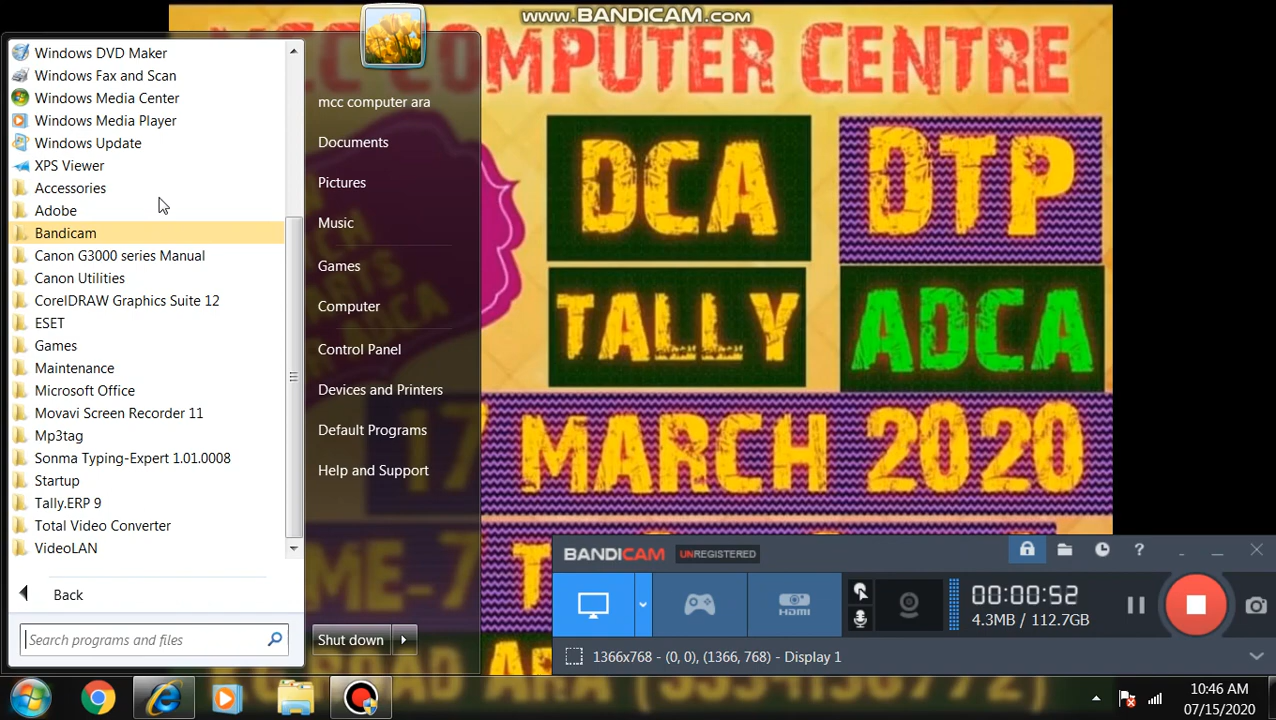 www.BANDICAM.com
COMPUTER CENTRE
DCA
DTP
TALLY
ADCA
MARCH 2020
Windows DVD Maker
Windows Fax and Scan
Windows Media Center
Windows Media Player
Windows Update
XPS Viewer
Accessories
Adobe
Bandicam
Canon G3000 series Manual
Canon Utilities
CorelDRAW Graphics Suite 12
ESET
Games
Maintenance
Microsoft Office
Movavi Screen Recorder 11
Mp3tag
Sonma Typing-Expert 1.01.0008
Startup
Tally.ERP 9
Total Video Converter
VideoLAN
Back
Search programs and files
mcc computer ara
Documents
Pictures
Music
Games
Computer
Control Panel
Devices and Printers
Default Programs
Help and Support
Shut down
BANDICAM UNREGISTERED
HDMI
00:00:52
4.3MB / 112.7GB
1366x768 - (0, 0), (1366, 768) - Display 1
10:46 AM
07/15/2020